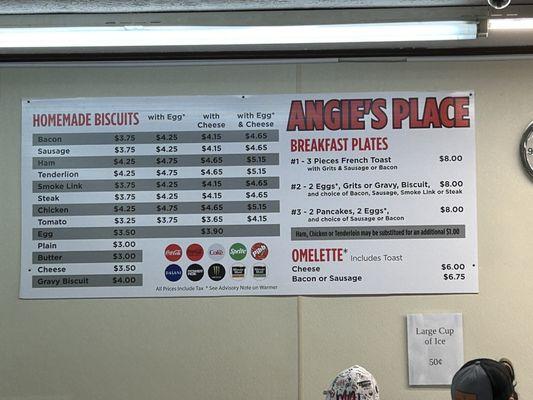 HOMEMADE BISCUITS with Egg* with Cheese with Egg* & Cheese
Bacon $3.75 $4.25 $4.15 $4.65
Sausage $3.75 $4.25 $4.15 $4.65
Ham $4.25 $4.75 $4.65 $5.15
Tenderlion $4.25 $4.75 $4.65 $5.15
Smoke Link $3.75 $4.25 $4.15 $4.65
Steak $3.75 $4.25 $4.15 $4.65
Chicken $4.25 $4.75 $4.65 $5.15
Tomato $3.25 $3.75 $3.65 $4.15
Egg $3.50 $3.90
Plain $3.00
Butter $3.00
Cheese $3.50
Gravy Biscuit $4.00
Coke Sprite
DASANI
All Prices Include Tax * See Advisory Note on Warmer
ANGIE'S PLACE
BREAKFAST PLATES
#1 - 3 Pieces French Toast $8.00
with Grits & Sausage or Bacon
#2 - 2 Eggs*, Grits or Gravy, Biscuit, $8.00
and choice of Bacon, Sausage, Smoke Link or Steak
#3 - 2 Pancakes, 2 Eggs*, $8.00
and choice of Sausage or Bacon
Ham, Chicken or Tenderloin may be substituted for an additional $1.00
OMELETTE* Includes Toast
Cheese $6.00
Bacon or Sausage $6.75
Large Cup
of Ice
50¢